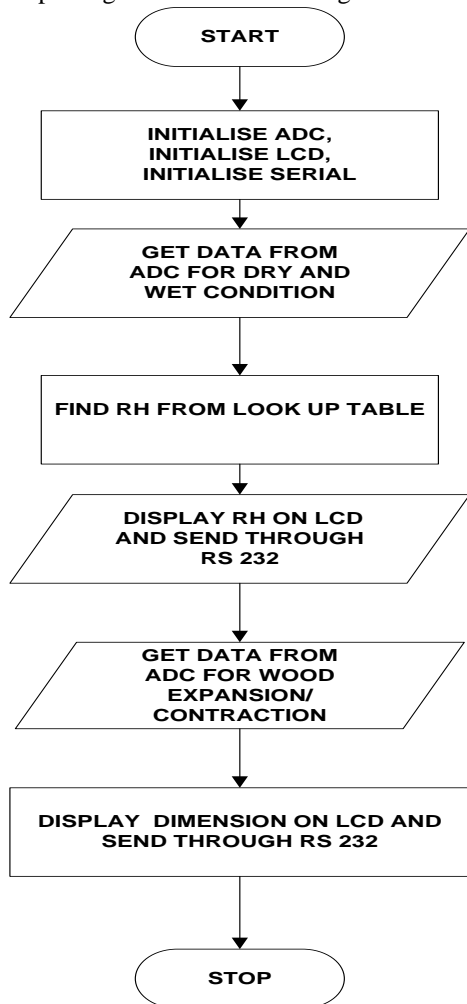 START
INITIALISE ADC,
INITIALISE LCD,
INITIALISE SERIAL
GET DATA FROM
ADC FOR DRY AND
WET CONDITION
FIND RH FROM LOOK UP TABLE
DISPLAY RH ON LCD
AND SEND THROUGH
RS 232
GET DATA FROM
ADC FOR WOOD
EXPANSION/
CONTRACTION
DISPLAY DIMENSION ON LCD AND
SEND THROUGH RS 232
STOP